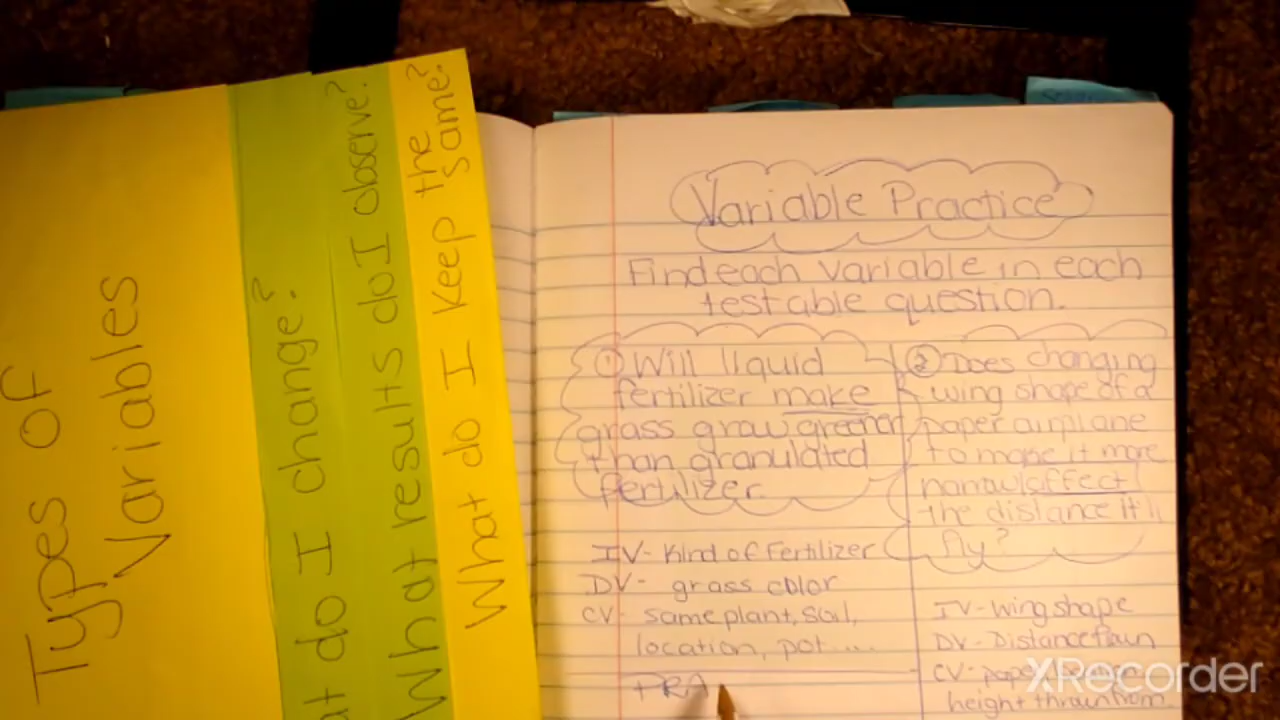 Types of
Variables
What do I change?
What results do I observe?
What do I keep the
same?
Variable Practice
Find each variable in each
testable question.
① Will liquid
fertilizer make
grass grow greener
than granulated
fertilizer.
IV- Kind of Fertilizer
DV- grass color
CV- same plant, soil,
location, pot....
② Does changing
wing shape of a
paper airplane
to make it more
narrow affect
the distance it'll
fly?
IV- wing shape
DV- Distance flown
CV-
height thrown from
XRecorder